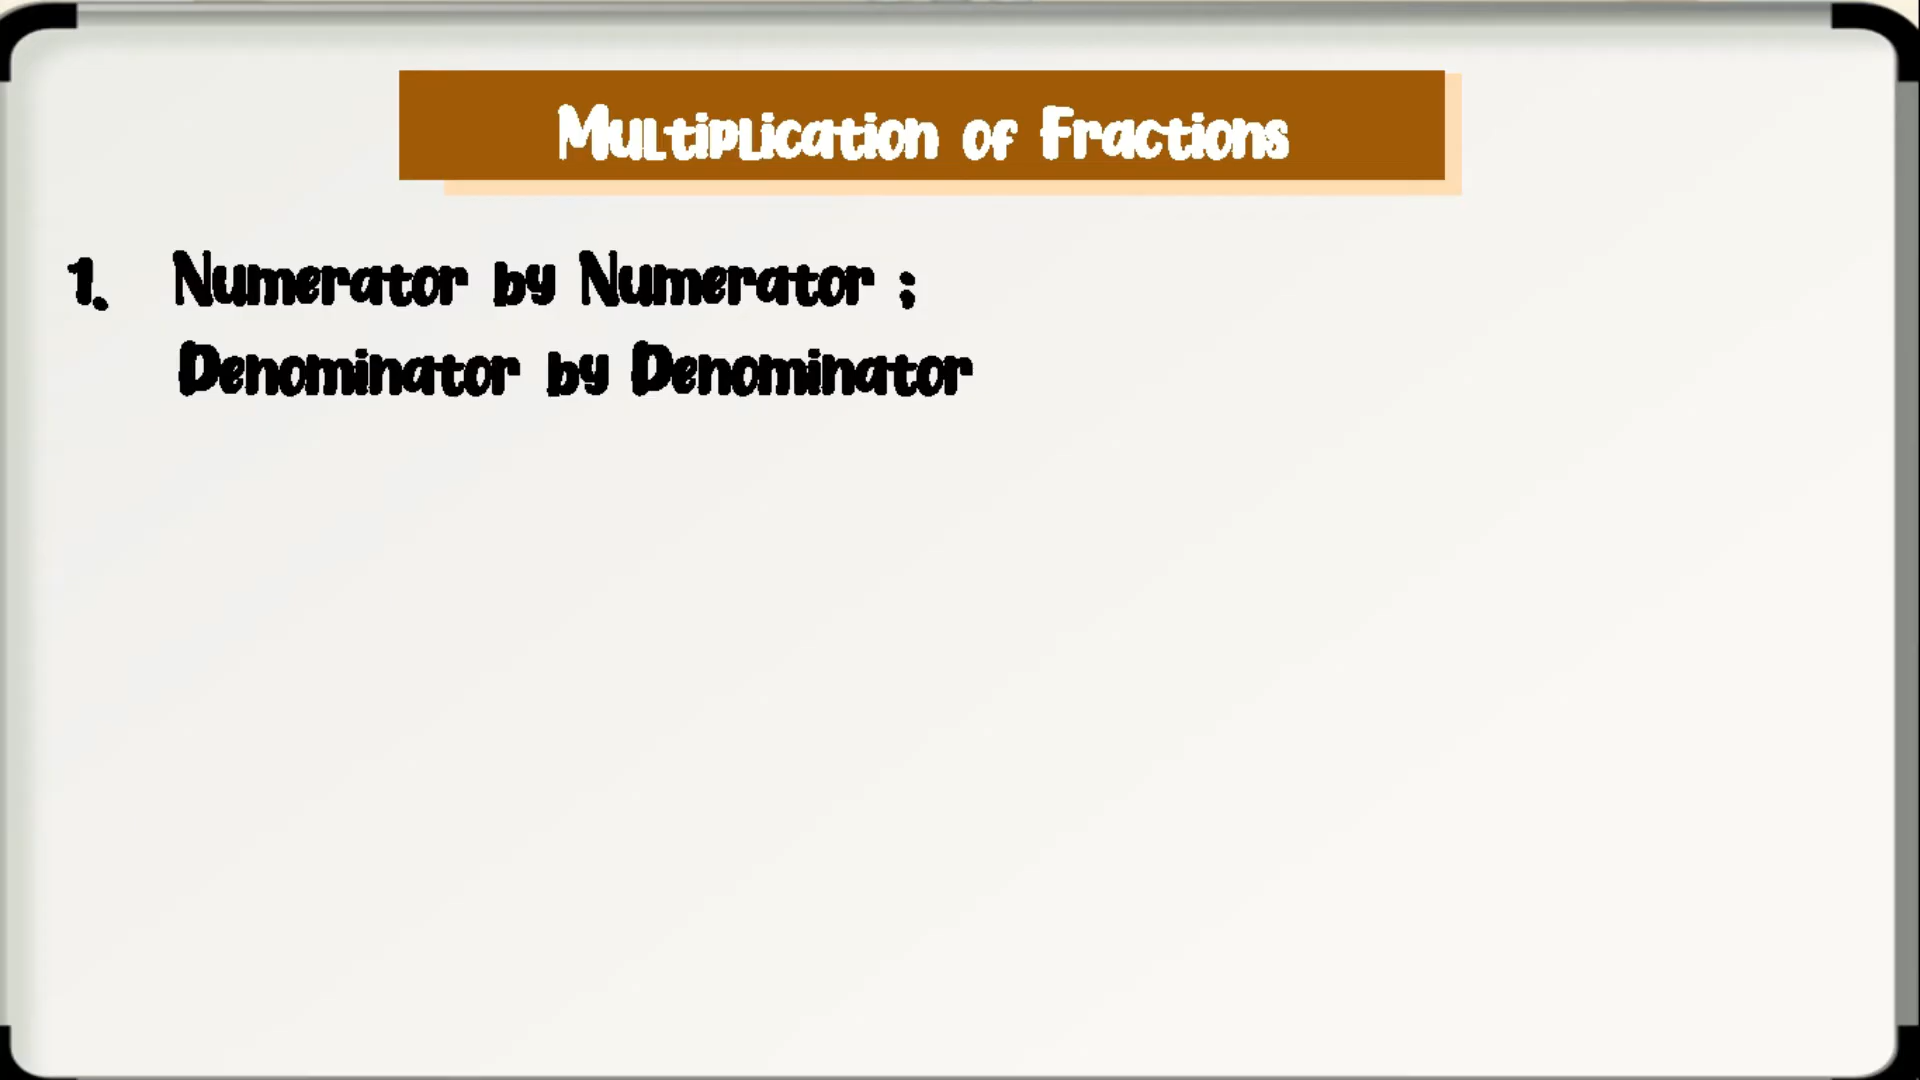 Multiplication of Fractions
1. Numerator by Numerator ;
Denominator by Denominator